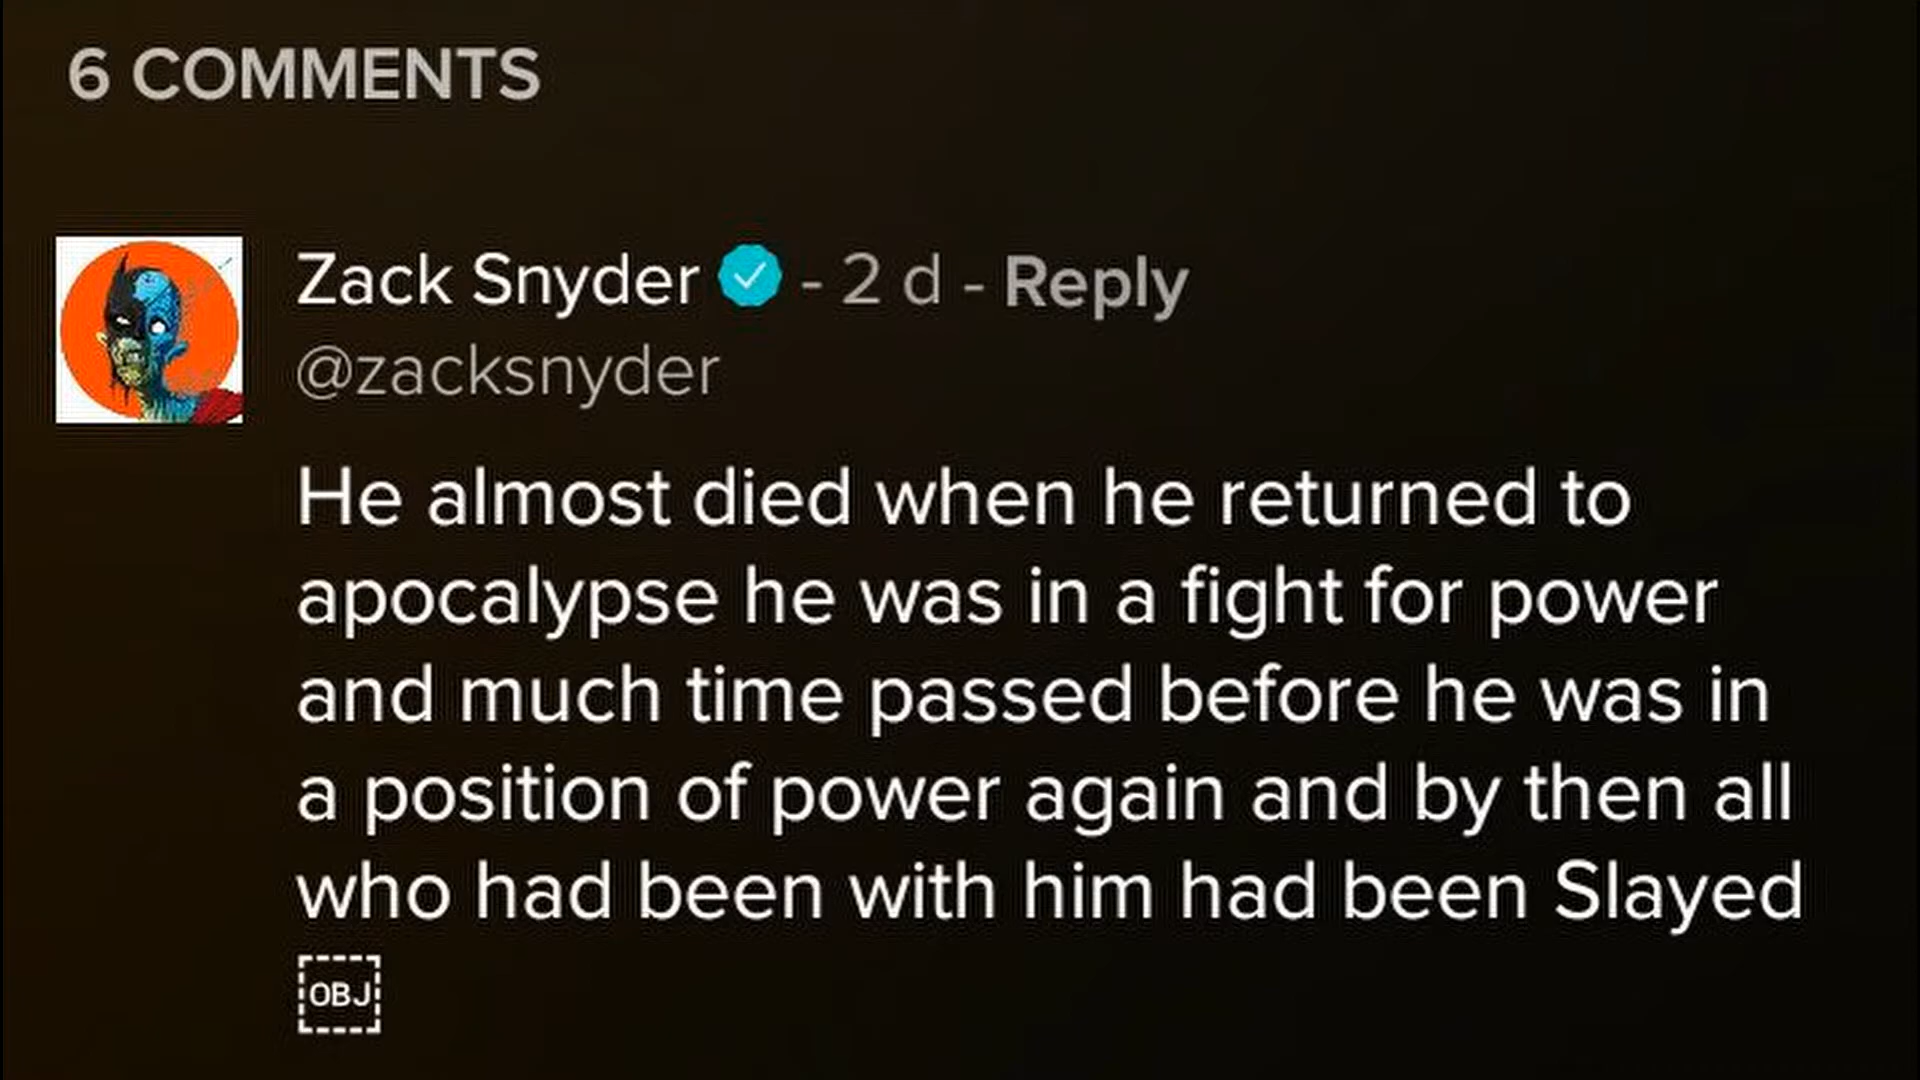 6 COMMENTS
Zack Snyder - 2 d - Reply
@zacksnyder
He almost died when he returned to
apocalypse he was in a fight for power
and much time passed before he was in
a position of power again and by then all
who had been with him had been Slayed
OBJ